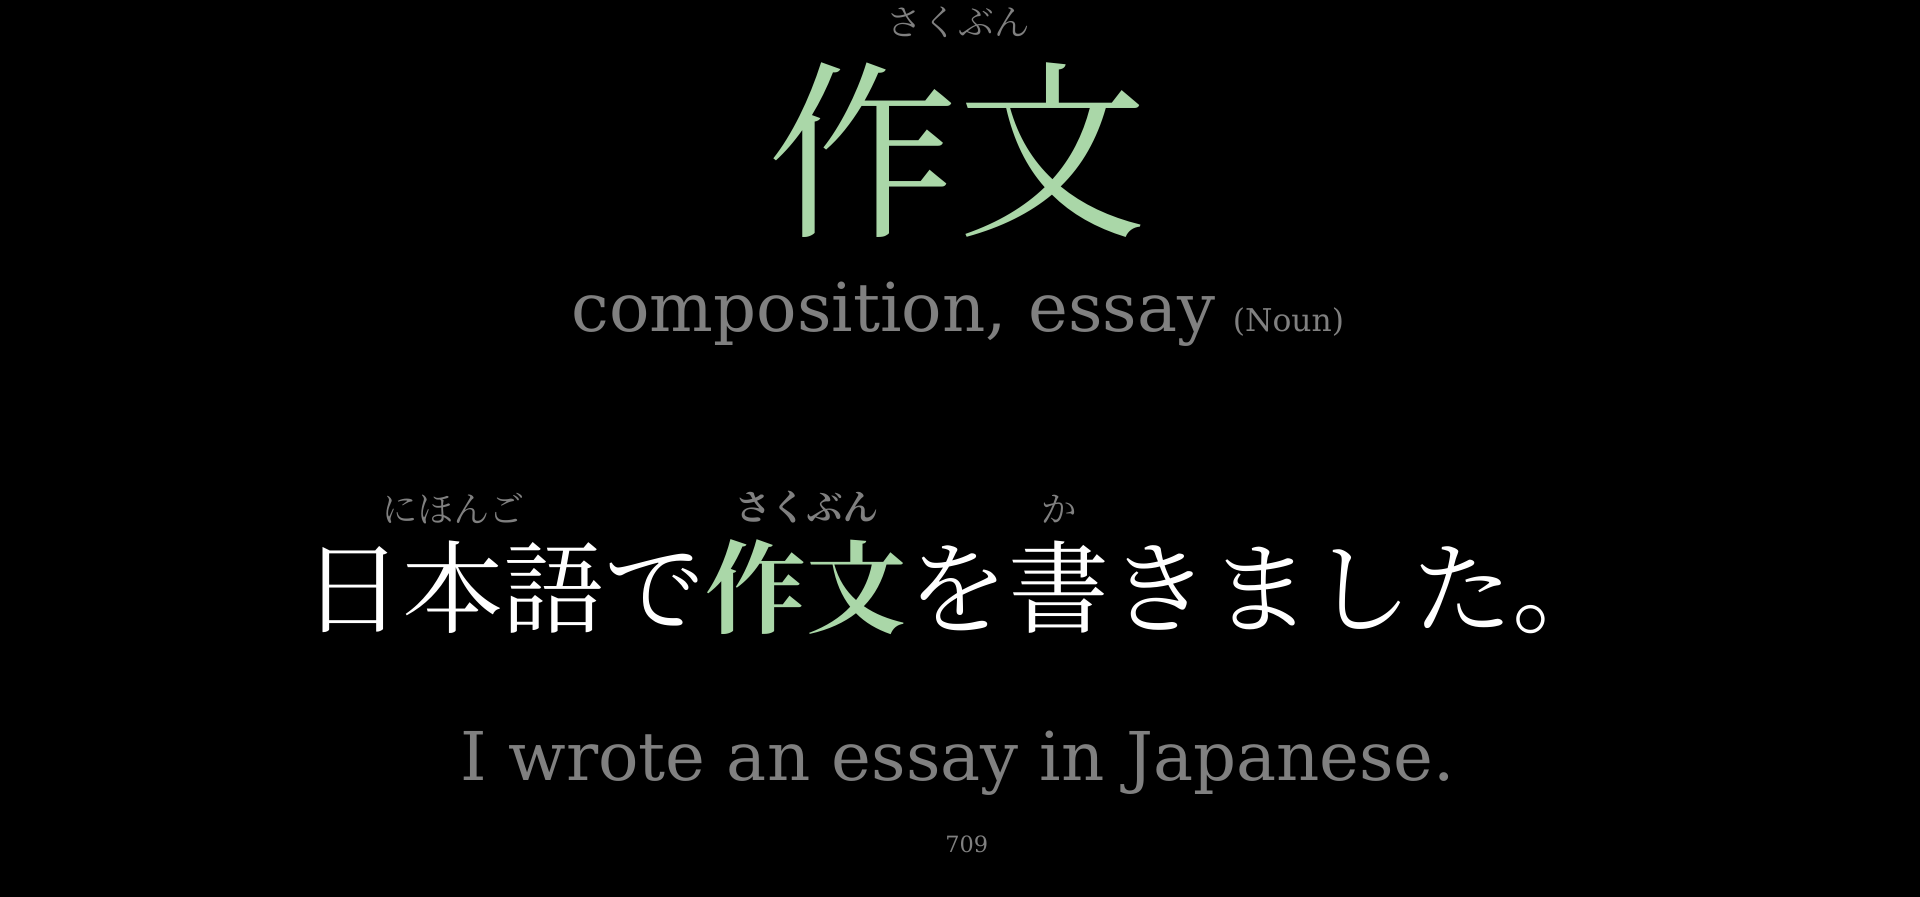 さくぶん
作文
composition, essay (Noun)
にほんご さくぶん か
日本語で作文を書きました。
I wrote an essay in Japanese.
709